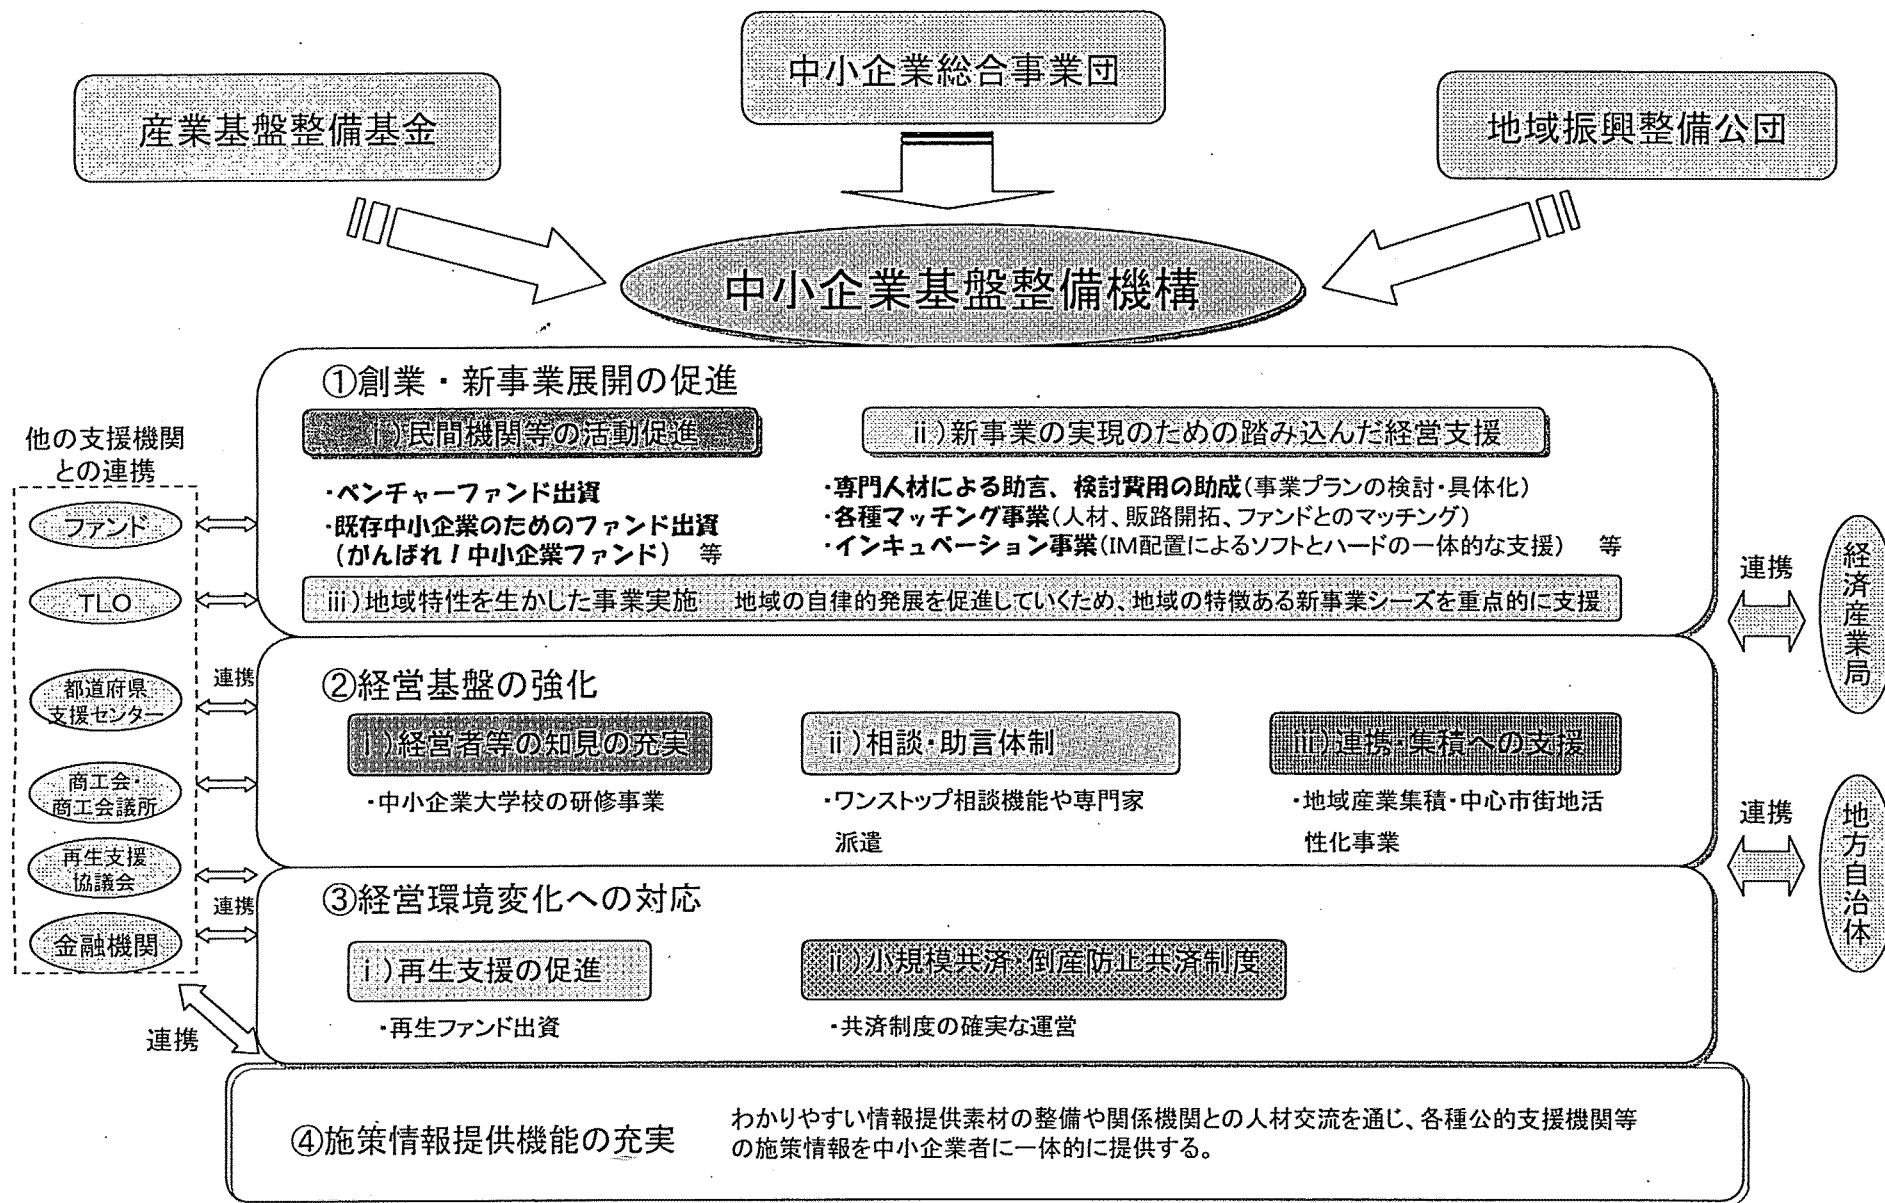 中小企業総合事業団
産業基盤整備基金
地域振興整備公団
中小企業基盤整備機構
①創業・新事業展開の促進
ⅰ)民間機関等の活動促進
ⅱ)新事業の実現のための踏み込んだ経営支援
・ベンチャーファンド出資
・既存中小企業のためのファンド出資
(がんばれ！中小企業ファンド) 等
・専門人材による助言、検討費用の助成(事業プランの検討・具体化)
・各種マッチング事業(人材、販路開拓、ファンドとのマッチング)
・インキュベーション事業(IM配置によるソフトとハードの一体的な支援) 等
ⅲ)地域特性を生かした事業実施 地域の自律的発展を促進していくため、地域の特徴ある新事業シーズを重点的に支援
他の支援機関
との連携
ファンド
TLO
都道府県
支援センター
商工会・
商工会議所
再生支援
協議会
金融機関
連携
連携
連携
②経営基盤の強化
ⅰ)経営者等の知見の充実
ⅱ)相談・助言体制
ⅲ)連携・集積への支援
・中小企業大学校の研修事業
・ワンストップ相談機能や専門家
派遣
・地域産業集積・中心市街地活
性化事業
③経営環境変化への対応
ⅰ)再生支援の促進
ⅱ)小規模共済・倒産防止共済制度
・再生ファンド出資
・共済制度の確実な運営
連携
経済産業局
連携
地方自治体
④施策情報提供機能の充実
わかりやすい情報提供素材の整備や関係機関との人材交流を通じ、各種公的支援機関等
の施策情報を中小企業者に一体的に提供する。